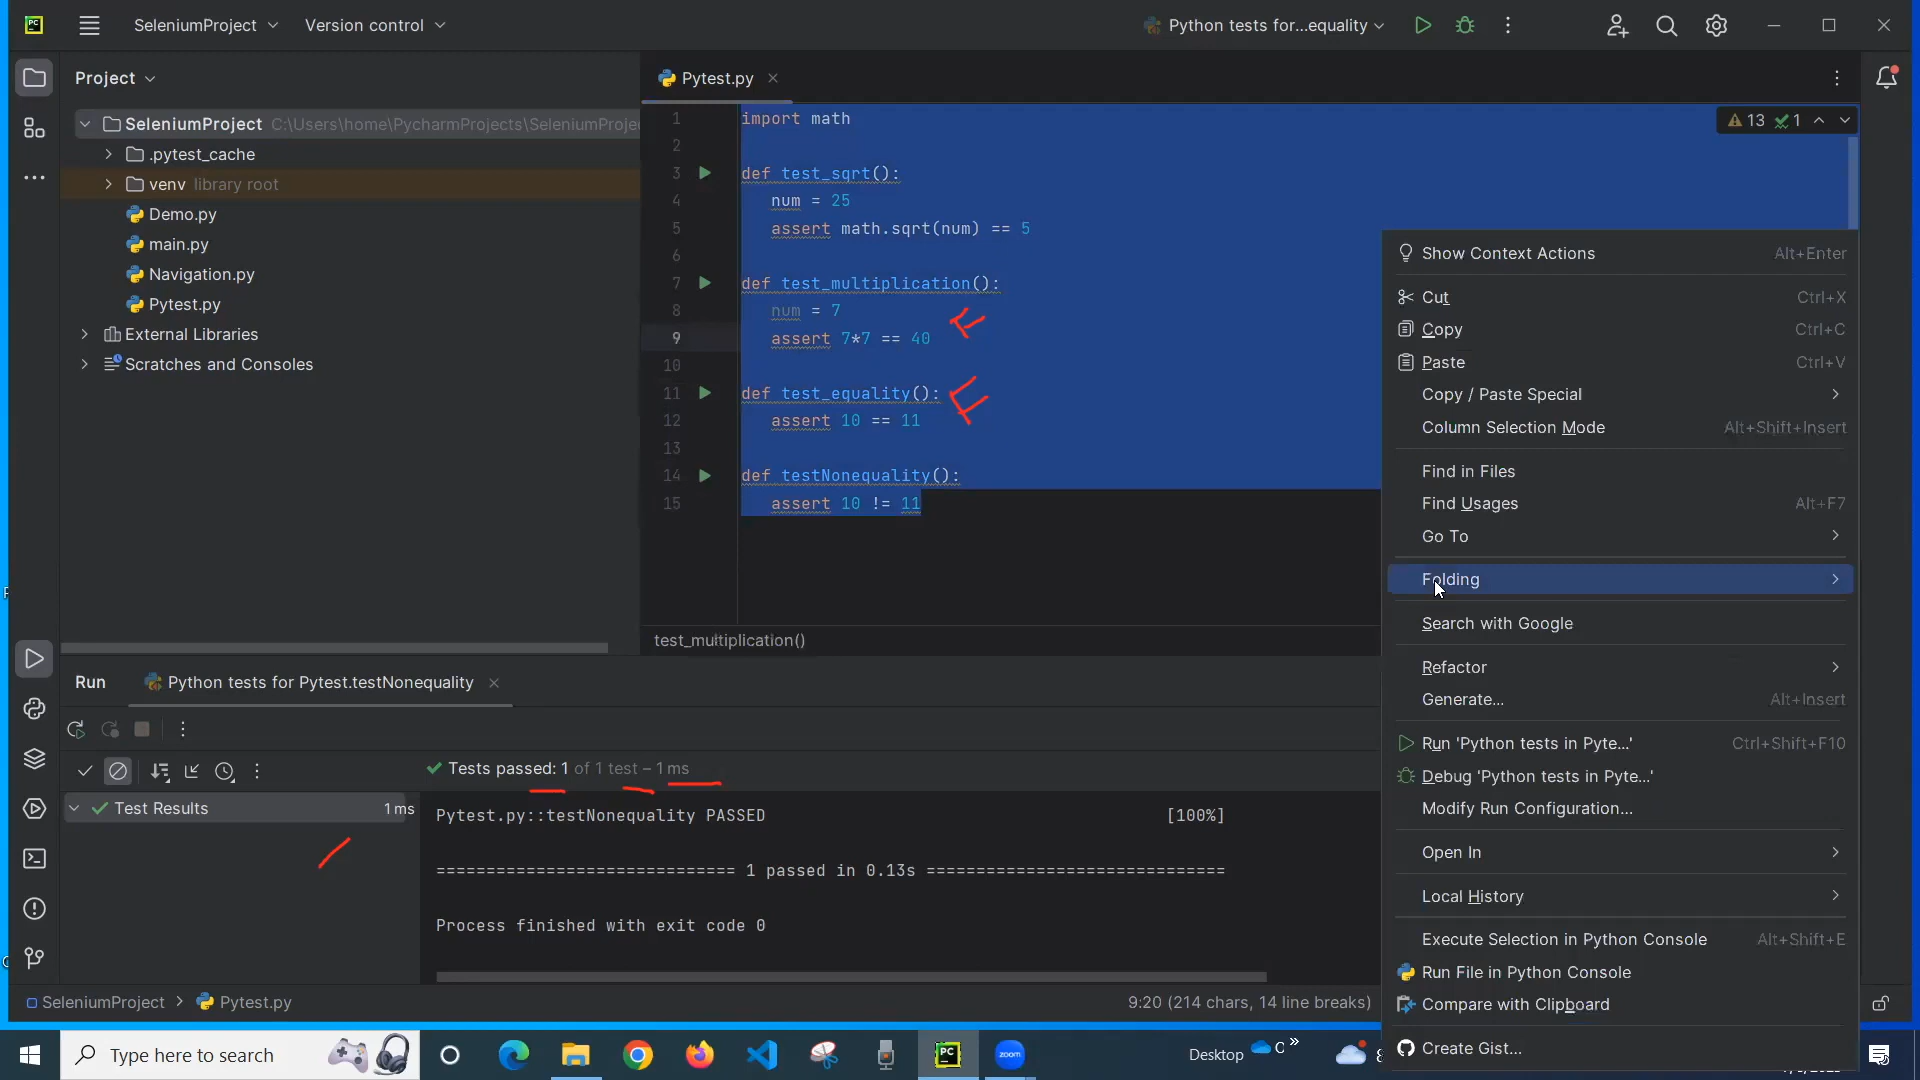 SeleniumProject
Version control
Python tests for...equality
Project
Pytest.py
SeleniumProject C:\Users\home\PycharmProjects\SeleniumProje
.pytest_cache
venv library root
Demo.py
main.py
Navigation.py
Pytest.py
External Libraries
Scratches and Consoles
13 1
1 import math
2
3 def test_sqrt():
4 num = 25
5 assert math.sqrt(num) == 5
6
7 def test_multiplication():
8 num = 7
9 assert 7*7 == 40
10
11 def test_equality():
12 assert 10 == 11
13
14 def testNonequality():
15 assert 10 != 11
test_multiplication()
Show Context Actions Alt+Enter
Cut Ctrl+X
Copy Ctrl+C
Paste Ctrl+V
Copy / Paste Special
Column Selection Mode Alt+Shift+Insert
Find in Files
Find Usages Alt+F7
Go To
Folding
Search with Google
Refactor
Generate... Alt+Insert
Run 'Python tests in Pyte...' Ctrl+Shift+F10
Debug 'Python tests in Pyte...'
Modify Run Configuration...
Open In
Local History
Execute Selection in Python Console Alt+Shift+E
Run File in Python Console
Compare with Clipboard
Create Gist...
Run Python tests for Pytest.testNonequality
Tests passed: 1 of 1 test – 1 ms
Test Results 1 ms
Pytest.py::testNonequality PASSED [100%]
============================== 1 passed in 0.13s ==============================
Process finished with exit code 0
SeleniumProject > Pytest.py
9:20 (214 chars, 14 line breaks)
Type here to search
PC
zoom
Desktop